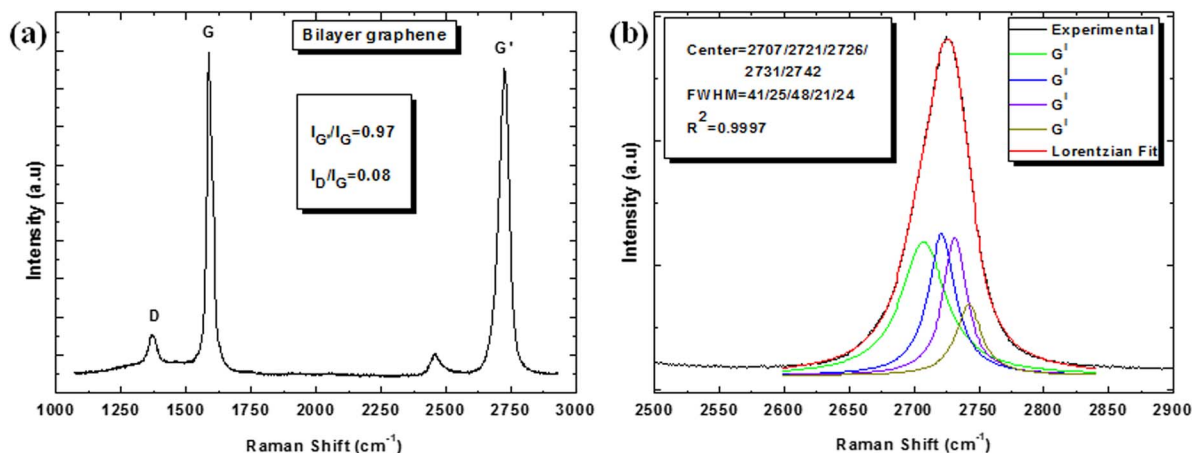 (a)
G
Bilayer graphene
G'
I_G'/I_G=0.97
I_D/I_G=0.08
D
Intensity (a.u)
1000 1250 1500 1750 2000 2250 2500 2750 3000
Raman Shift (cm⁻¹)
(b)
Center=2707/2721/2726/
2731/2742
FWHM=41/25/48/21/24
R²=0.9997
Experimental
G^I
G^I
G^I
G^I
Lorentzian Fit
Intensity (a.u)
2500 2550 2600 2650 2700 2750 2800 2850 2900
Raman Shift (cm⁻¹)